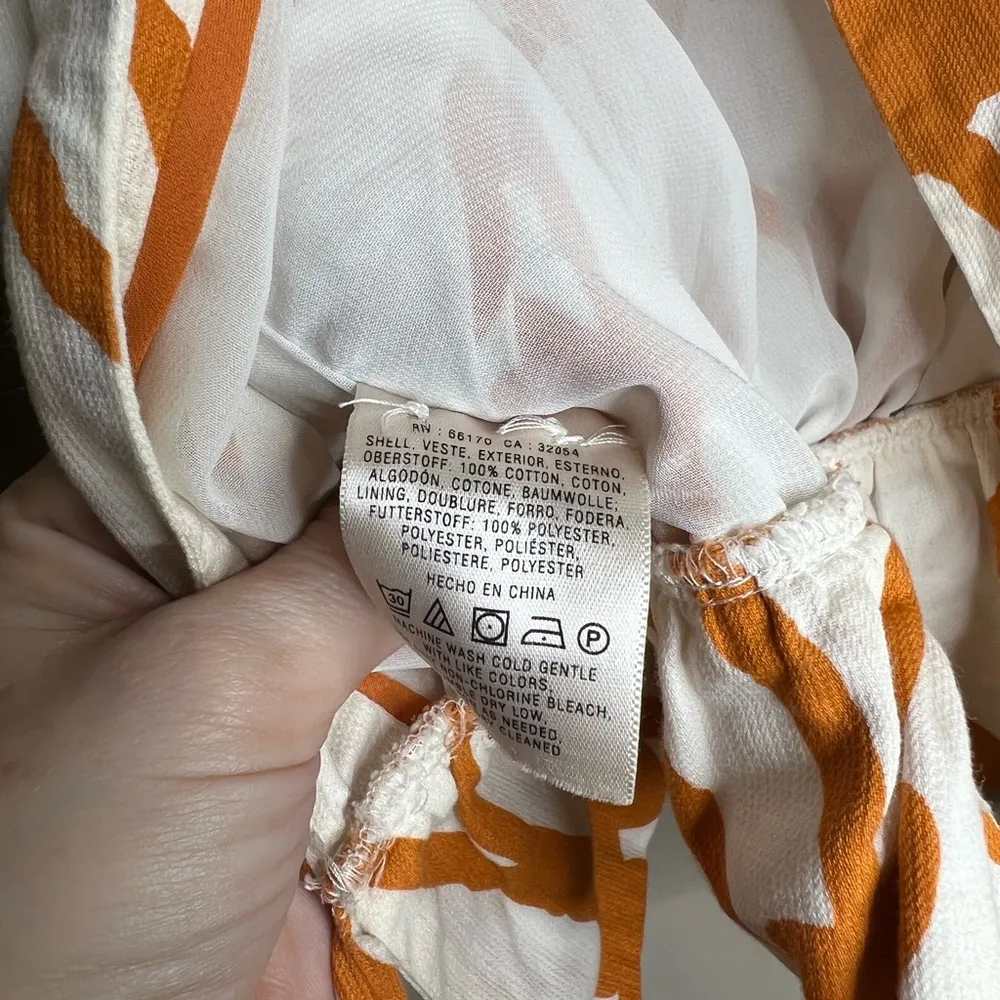 RN : 66170 CA : 32054
SHELL, VESTE, EXTERIOR, ESTERNO,
OBERSTOFF: 100% COTTON, COTON,
ALGODÓN, COTONE, BAUMWOLLE,
LINING, DOUBLURE, FORRO, FODERA,
FUTTERSTOFF: 100% POLYESTER,
POLYESTER, POLIÉSTER,
POLIESTERE, POLYESTER
HECHO EN CHINA
30 P
MACHINE WASH COLD GENTLE
WITH LIKE COLORS,
NON-CHLORINE BLEACH,
DRY LOW,
AS NEEDED,
CLEANED